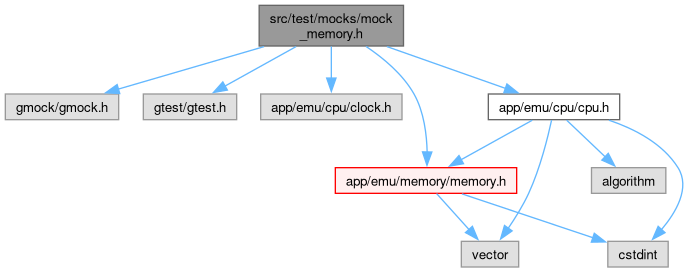 src/test/mocks/mock
_memory.h
gmock/gmock.h
gtest/gtest.h
app/emu/cpu/clock.h
app/emu/cpu/cpu.h
app/emu/memory/memory.h
algorithm
vector
cstdint